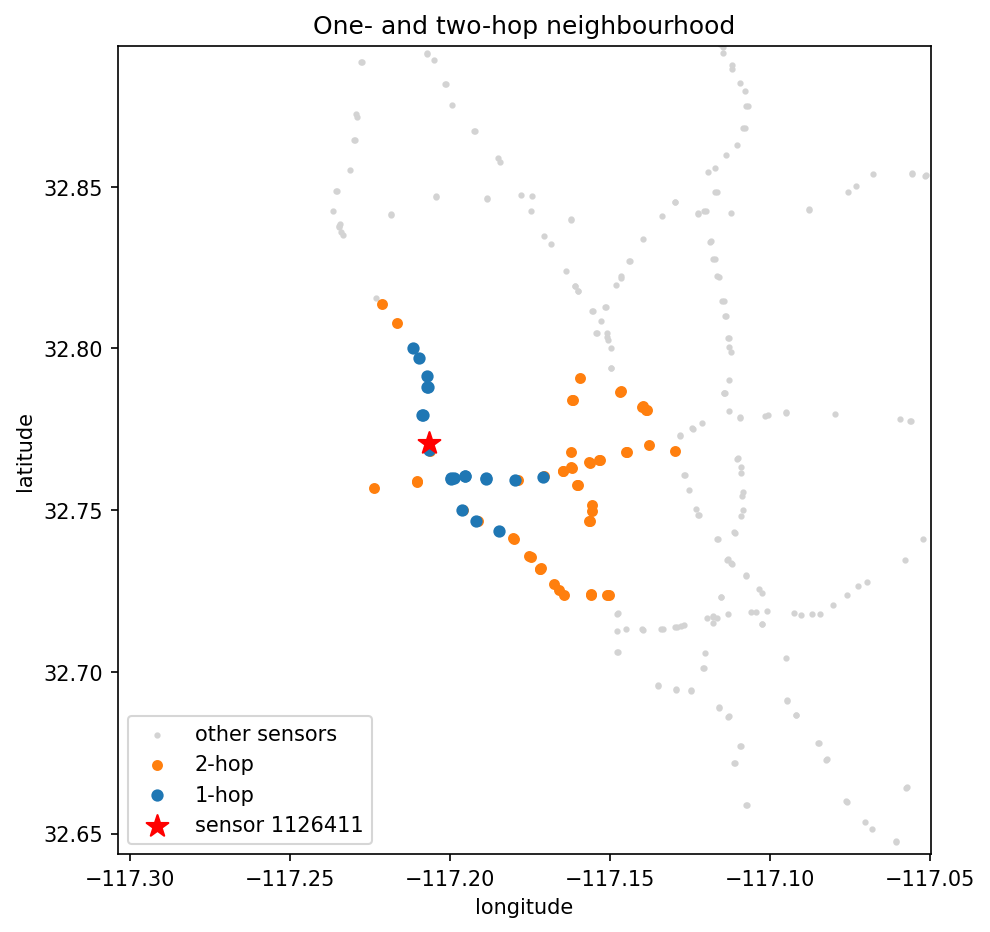 One- and two-hop neighbourhood
latitude
32.85
32.80
32.75
32.70
32.65
other sensors
2-hop
1-hop
sensor 1126411
−117.30 −117.25 −117.20 −117.15 −117.10 −117.05
longitude